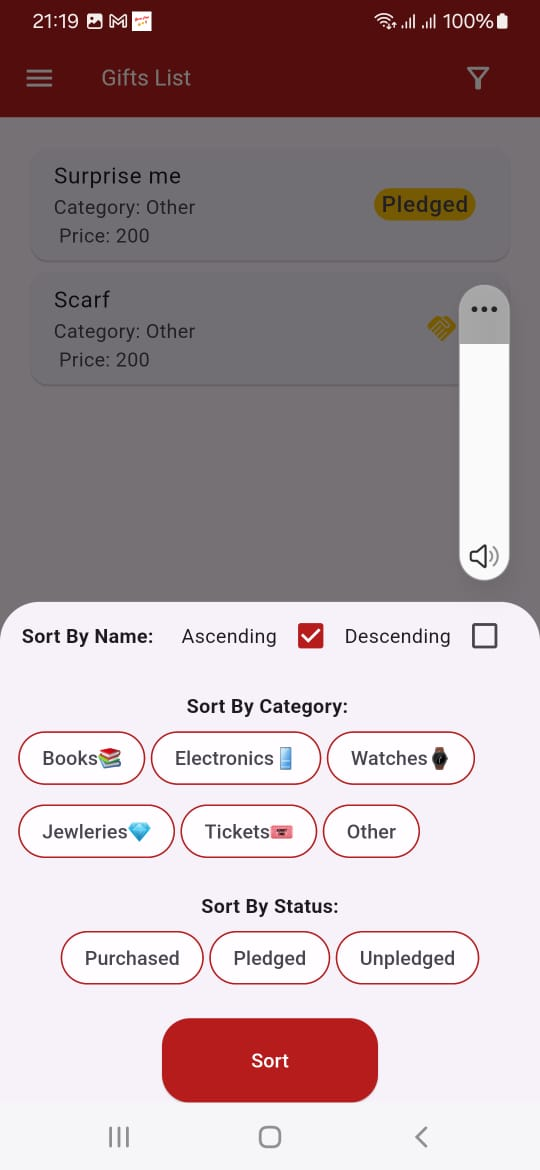 21:19 100%
Gifts List
Surprise me
Category: Other
Pledged
Price: 200
Scarf
Category: Other
Price: 200
Sort By Name: Ascending Descending
Sort By Category:
Books Electronics Watches
Jewleries Tickets Other
Sort By Status:
Purchased Pledged Unpledged
Sort